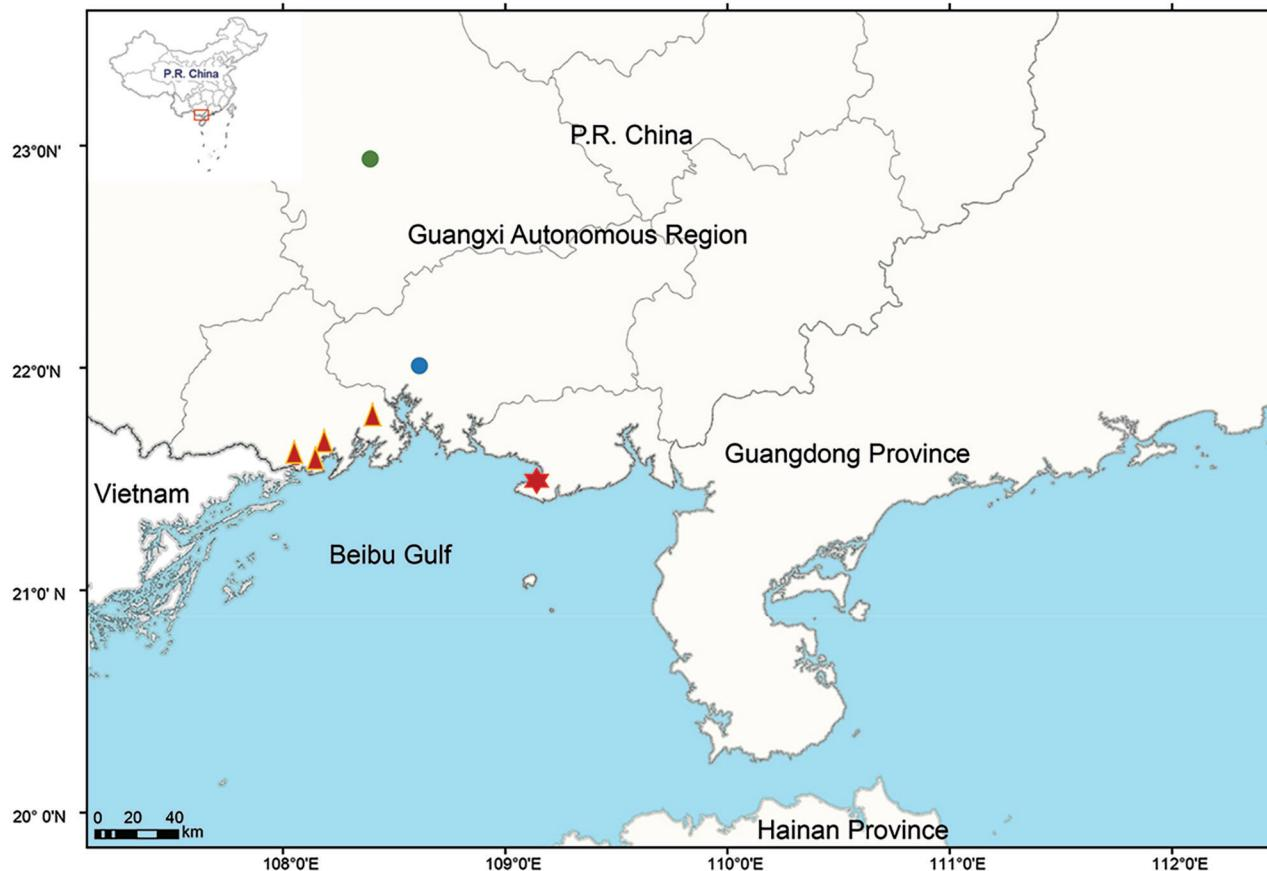 P.R. China
P.R. China
23°0N'
Guangxi Autonomous Region
22°0'N
Guangdong Province
Vietnam
Beibu Gulf
21°0' N
20° 0'N
0 20 40
km
Hainan Province
108°0'E 109°0'E 110°0'E 111°0'E 112°0'E